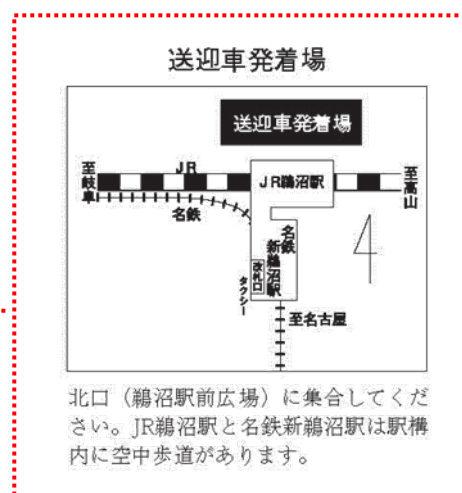 送迎車発着場
送迎車発着場
至岐阜
JR
JR鵜沼駅
至高山
名鉄
名鉄
新鵜沼駅
改札口
タクシー
至名古屋
北口（鵜沼駅前広場）に集合してくだ
さい。JR鵜沼駅と名鉄新鵜沼駅は駅構
内に空中歩道があります。